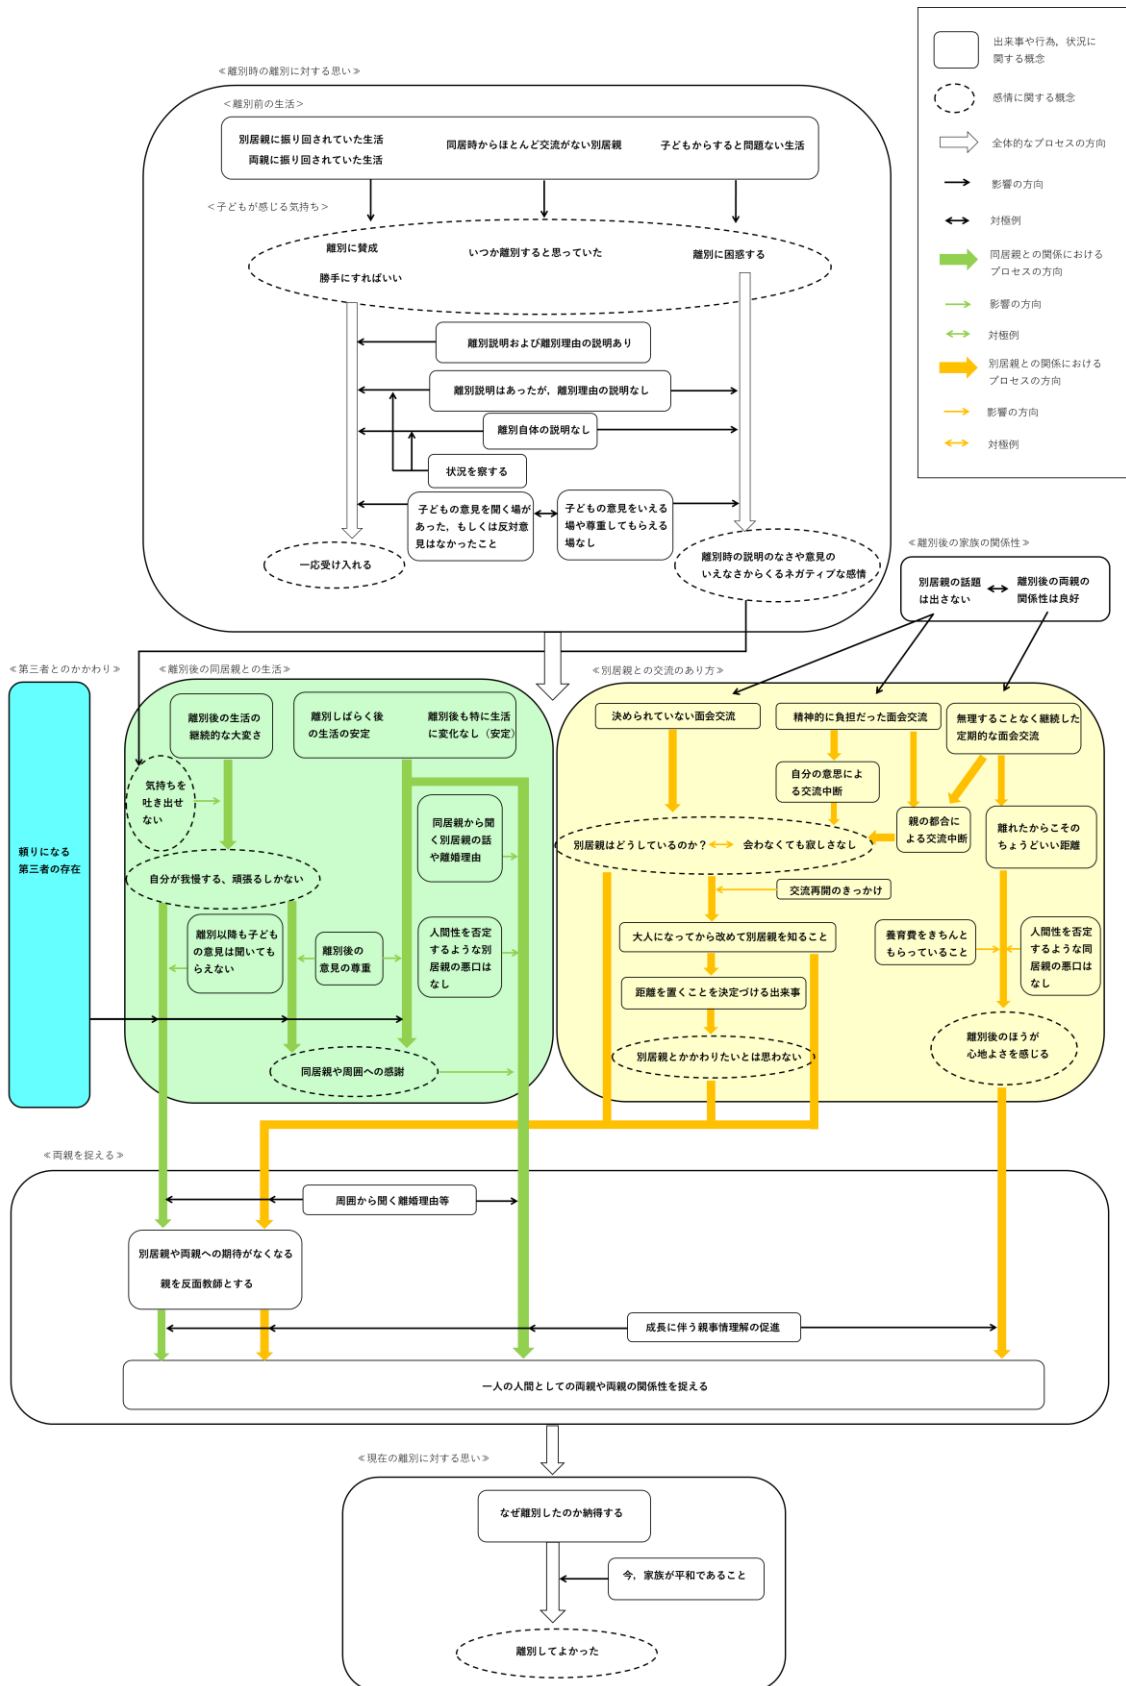 出来事や行為，状況に
関する概念
感情に関する概念
全体的なプロセスの方向
影響の方向
対極例
同居親との関係における
プロセスの方向
影響の方向
対極例
別居親との関係における
プロセスの方向
影響の方向
対極例
≪離別時の離別に対する思い≫
＜離別前の生活＞
別居親に振り回されていた生活
両親に振り回されていた生活
同居時からほとんど交流がない別居親
子どもからすると問題ない生活
＜子どもが感じる気持ち＞
離別に賛成
勝手にすればいい
いつか離別すると思っていた
離別に困惑する
離別説明および離別理由の説明あり
離別説明はあったが，離別理由の説明なし
離別自体の説明なし
状況を察する
子どもの意見を聞く場が
あった，もしくは反対意
見はなかったこと
子どもの意見をいえる
場や尊重してもらえる
場なし
一応受け入れる
離別時の説明のなさや意見の
いえなさからくるネガティブな感情
≪離別後の家族の関係性≫
別居親の話題
は出さない
離別後の両親の
関係性は良好
≪第三者とのかかわり≫
頼りになる
第三者の存在
≪離別後の同居親との生活≫
離別後の生活の
継続的な大変さ
離別しばらく後
の生活の安定
離別後も特に生活
に変化なし（安定）
気持ちを
吐き出せ
ない
同居親から聞
く別居親の話
や離婚理由
自分が我慢する、頑張るしかない
離別以降も子ども
の意見は聞いても
らえない
離別後の
意見の尊重
人間性を否定
するような別
居親の悪口は
なし
同居親や周囲への感謝
≪別居親との交流のあり方≫
決められていない面会交流
精神的に負担だった面会交流
無理することなく継続した
定期的な面会交流
自分の意思によ
る交流中断
親の都合に
よる交流中断
離れたからこその
ちょうどいい距離
別居親はどうしているのか？
会わなくても寂しさなし
交流再開のきっかけ
大人になってから改めて別居親を知ること
養育費をきちんと
もらっていること
人間性を否定
するような同
居親の悪口は
なし
距離を置くことを決定づける出来事
別居親とかかわりたいとは思わない
離別後のほうが
心地よさを感じる
≪両親を捉える≫
周囲から聞く離婚理由等
別居親や両親への期待がなくなる
親を反面教師とする
成長に伴う親事情理解の促進
一人の人間としての両親や両親の関係性を捉える
≪現在の離別に対する思い≫
なぜ離別したのか納得する
今，家族が平和であること
離別してよかった